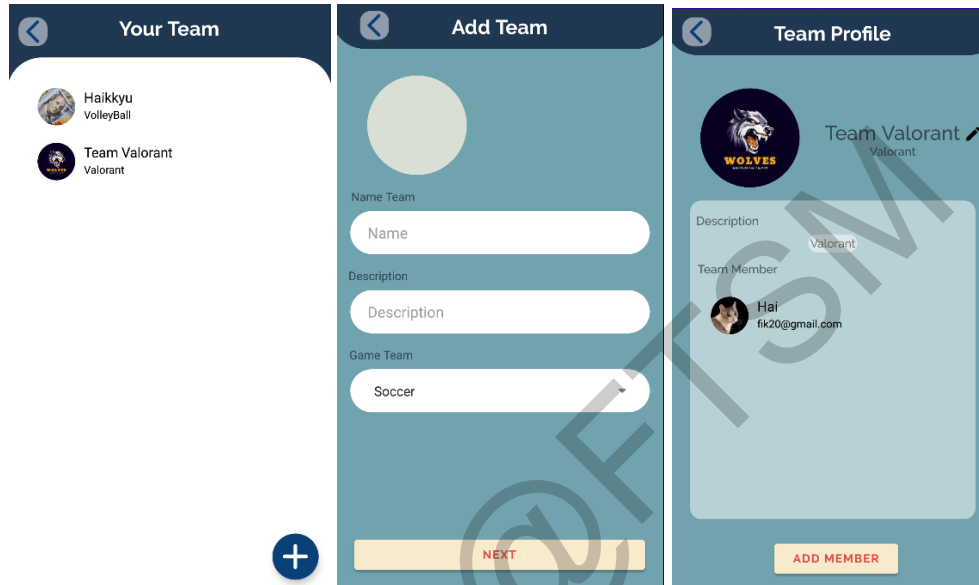 Your Team
Haikkyu
VolleyBall
Team Valorant
Valorant
Add Team
Name Team
Name
Description
Description
Game Team
Soccer
NEXT
Team Profile
WOLVES
Team Valorant
Valorant
Description
Valorant
Team Member
Hai
fik20@gmail.com
ADD MEMBER
@FTSM